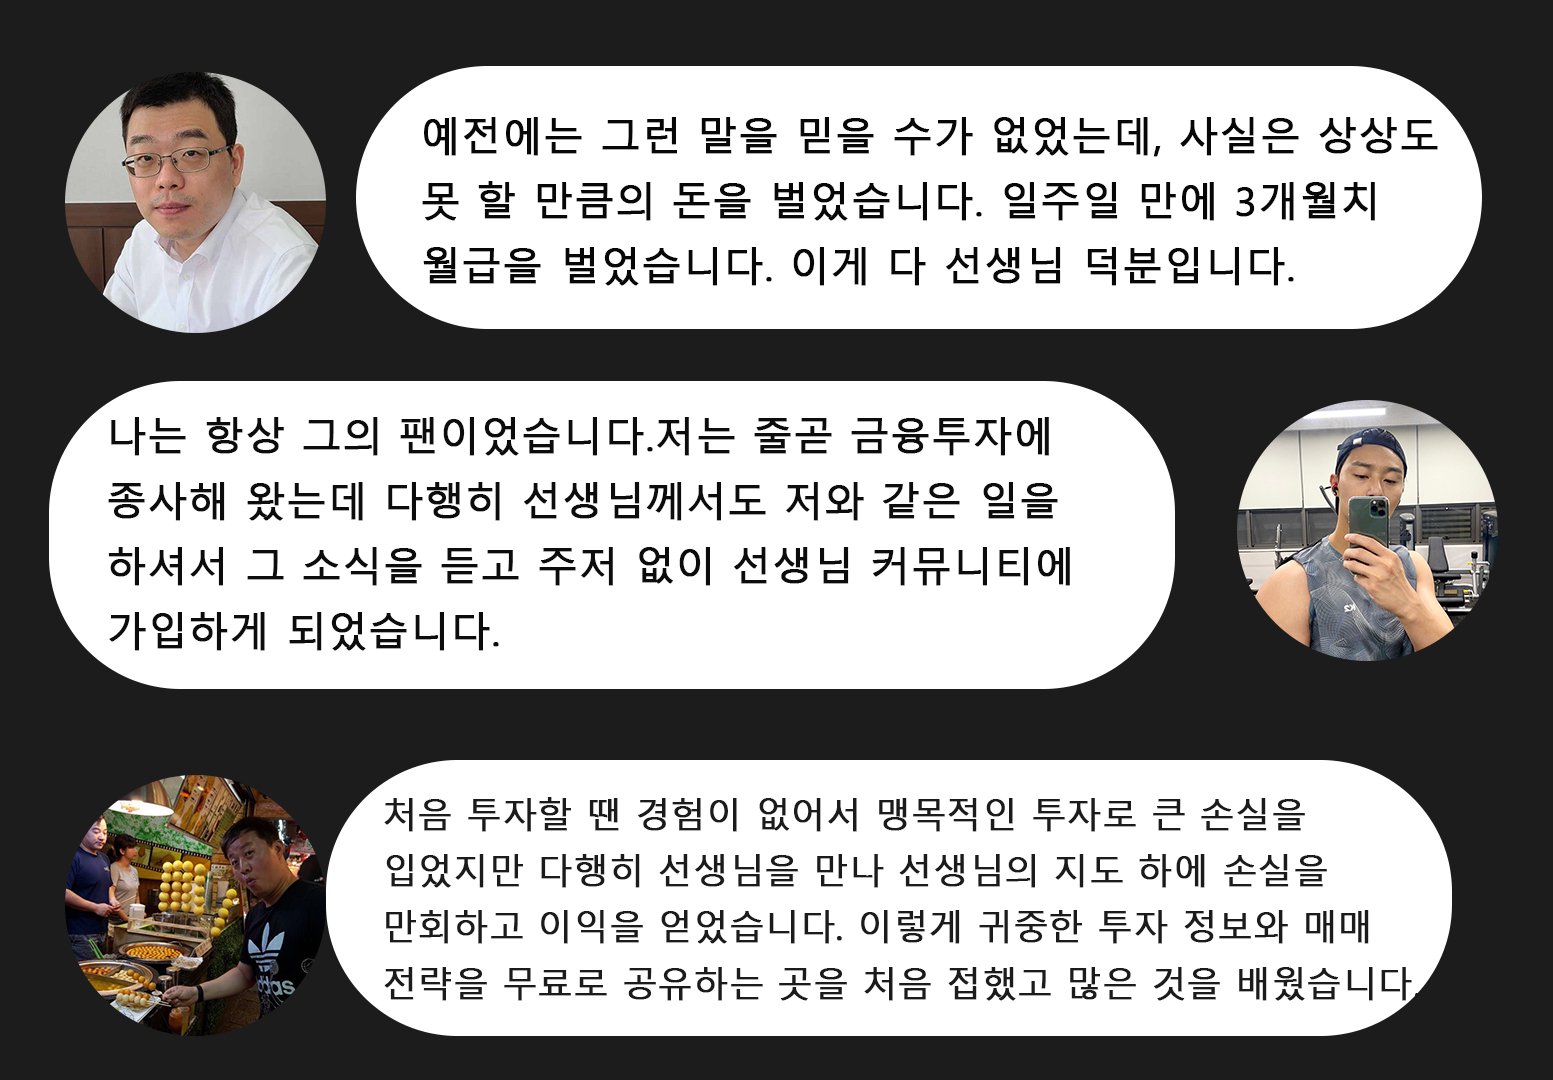 예전에는 그런 말을 믿을 수가 없었는데, 사실은 상상도
못 할 만큼의 돈을 벌었습니다. 일주일 만에 3개월치
월급을 벌었습니다. 이게 다 선생님 덕분입니다.
나는 항상 그의 팬이었습니다.저는 줄곧 금융투자에
종사해 왔는데 다행히 선생님께서도 저와 같은 일을
하셔서 그 소식을 듣고 주저 없이 선생님 커뮤니티에
가입하게 되었습니다.
K2
처음 투자할 땐 경험이 없어서 맹목적인 투자로 큰 손실을
입었지만 다행히 선생님을 만나 선생님의 지도 하에 손실을
만회하고 이익을 얻었습니다. 이렇게 귀중한 투자 정보와 매매
전략을 무료로 공유하는 곳을 처음 접했고 많은 것을 배웠습니다.